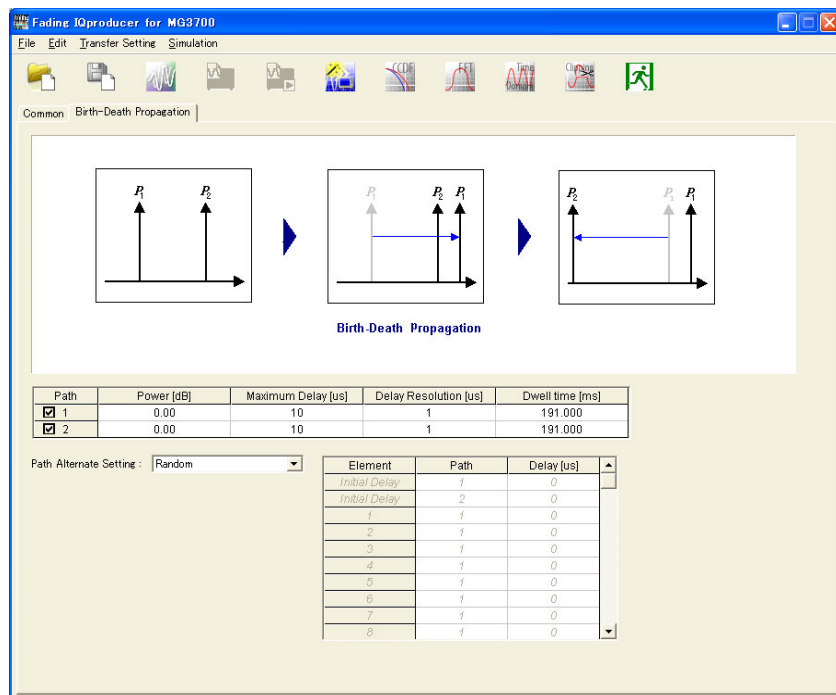 Fading IQproducer for MG3700
File Edit Transfer Setting Simulation
CCDF FFT Time Domain Clipping
Common Birth-Death Propagation
P1 P2 P1 P2 P1 P2 P1
Birth-Death Propagation
Path Power [dB] Maximum Delay [us] Delay Resolution [us] Dwell time [ms]
1 0.00 10 1 191.000
2 0.00 10 1 191.000
Path Alternate Setting : Random
Element Path Delay [us]
Initial Delay 1 0
Initial Delay 2 0
1 1 0
2 1 0
3 1 0
4 1 0
5 1 0
6 1 0
7 1 0
8 1 0